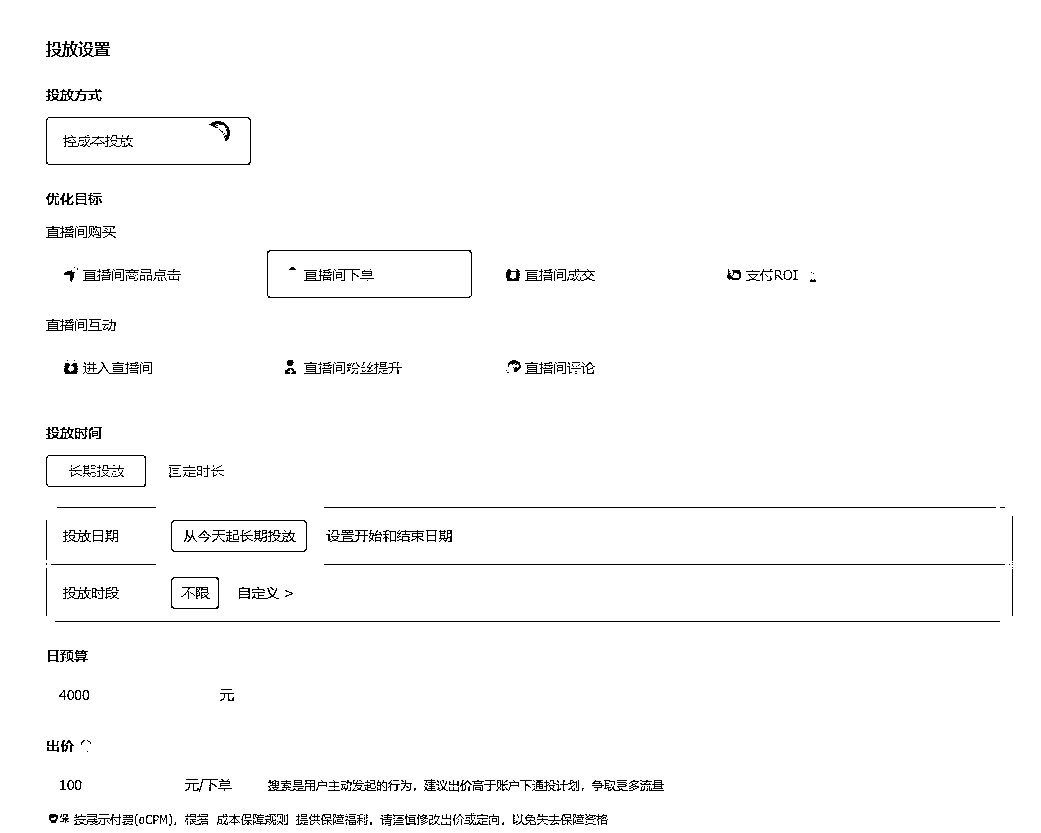 投放设置
投放方式
控成本投放
优化目标
直播间购买
直播间商品点击 直播间下单 直播间成交 支付ROI
直播间互动
进入直播间 直播间粉丝提升 直播间评论
投放时间
长期投放 固定时长
投放日期 从今天起长期投放 设置开始和结束日期
投放时段 不限 自定义 >
日预算
4000 元
出价
100 元/下单 搜索是用户主动发起的行为，建议出价高于账户下通投计划，争取更多流量
按展示付费(oCPM)，根据 成本保障规则 提供保障福利，请谨慎修改出价或定向，以免失去保障资格